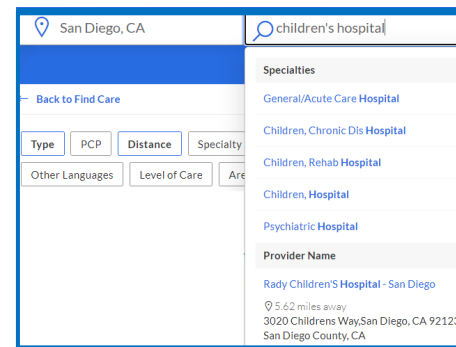 San Diego, CA
children's hospital
Specialties
General/Acute Care Hospital
← Back to Find Care
Children, Chronic Dis Hospital
Type PCP Distance Specialty
Children, Rehab Hospital
Other Languages Level of Care Are
Children, Hospital
Psychiatric Hospital
Provider Name
Rady Children'S Hospital - San Diego
5.62 miles away
3020 Childrens Way,San Diego, CA 92123
San Diego County, CA